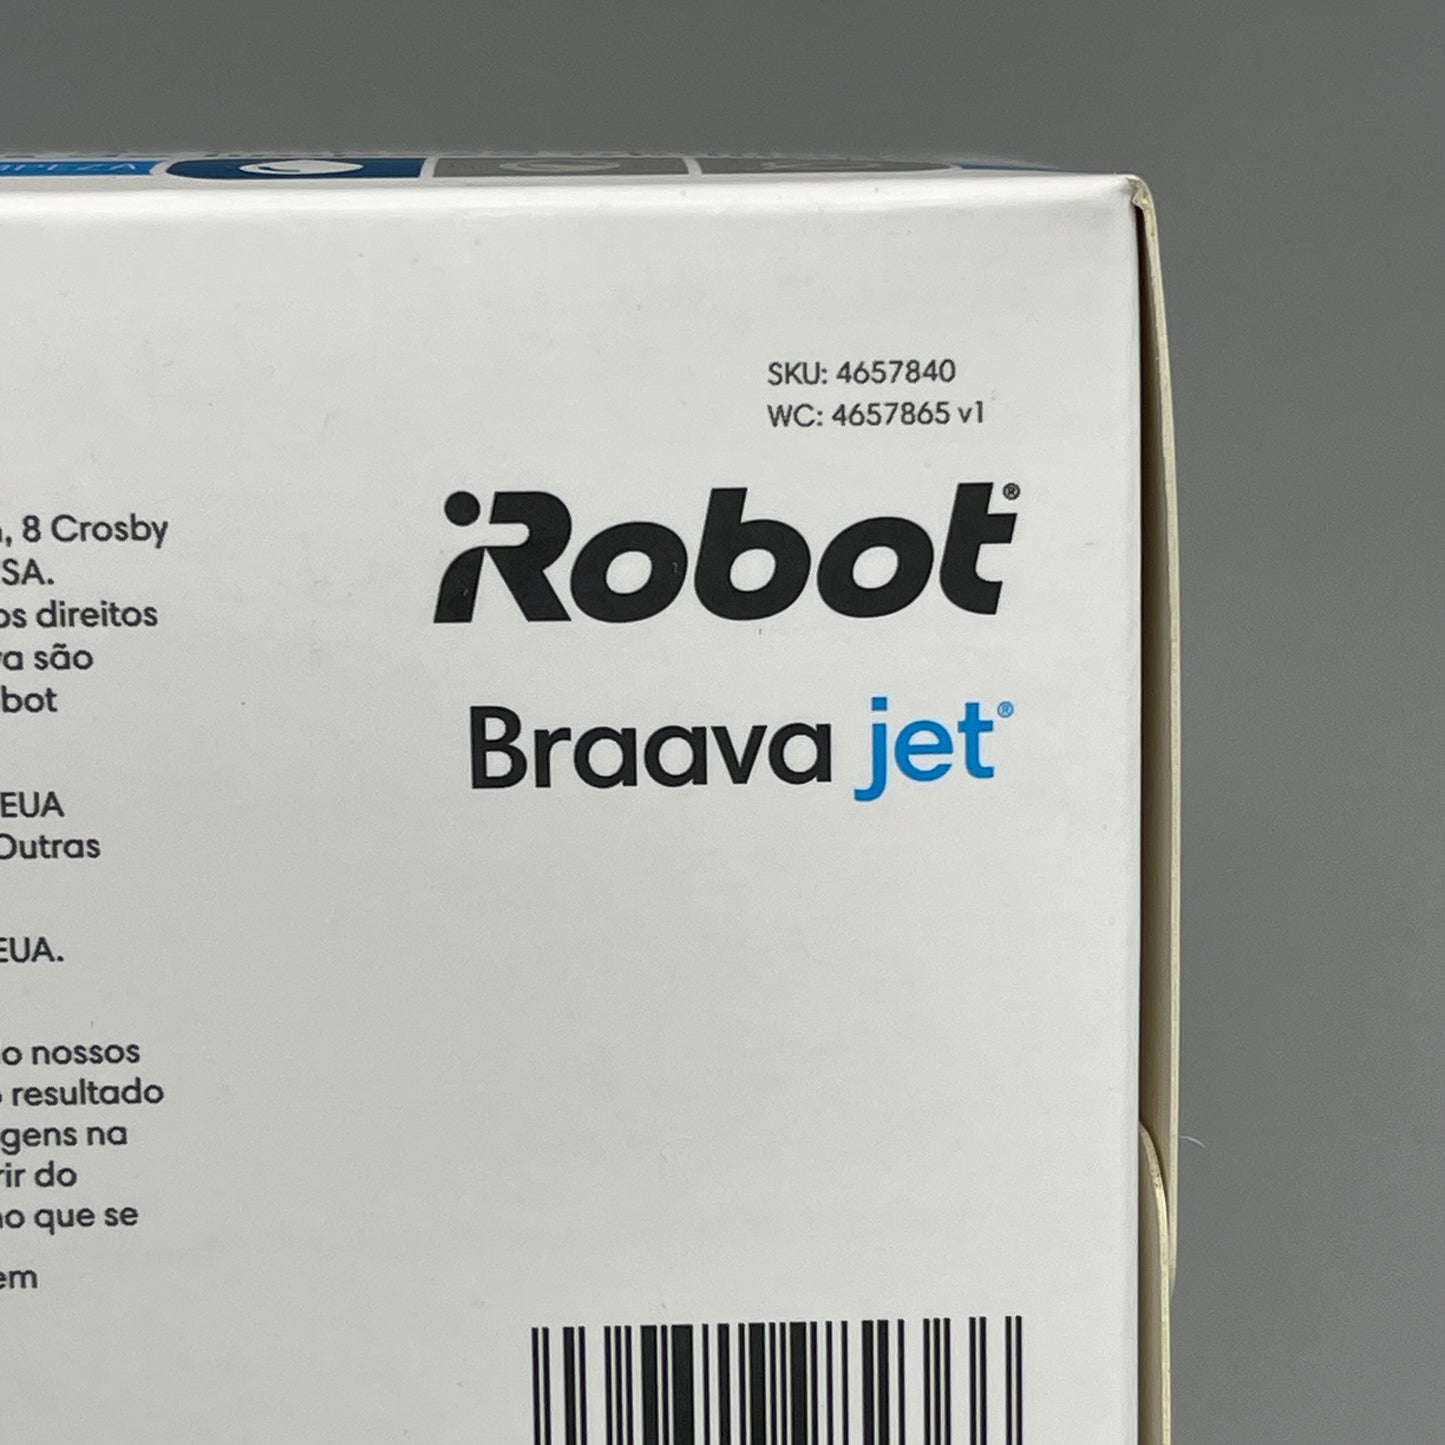 SKU: 4657840
WC: 4657865 v1
iRobot®
Braava jet®
, 8 Crosby
SA.
os direitos
a são
bot
EUA
Outras
EUA.
o nossos
resultado
gens na
ir do
o que se
em